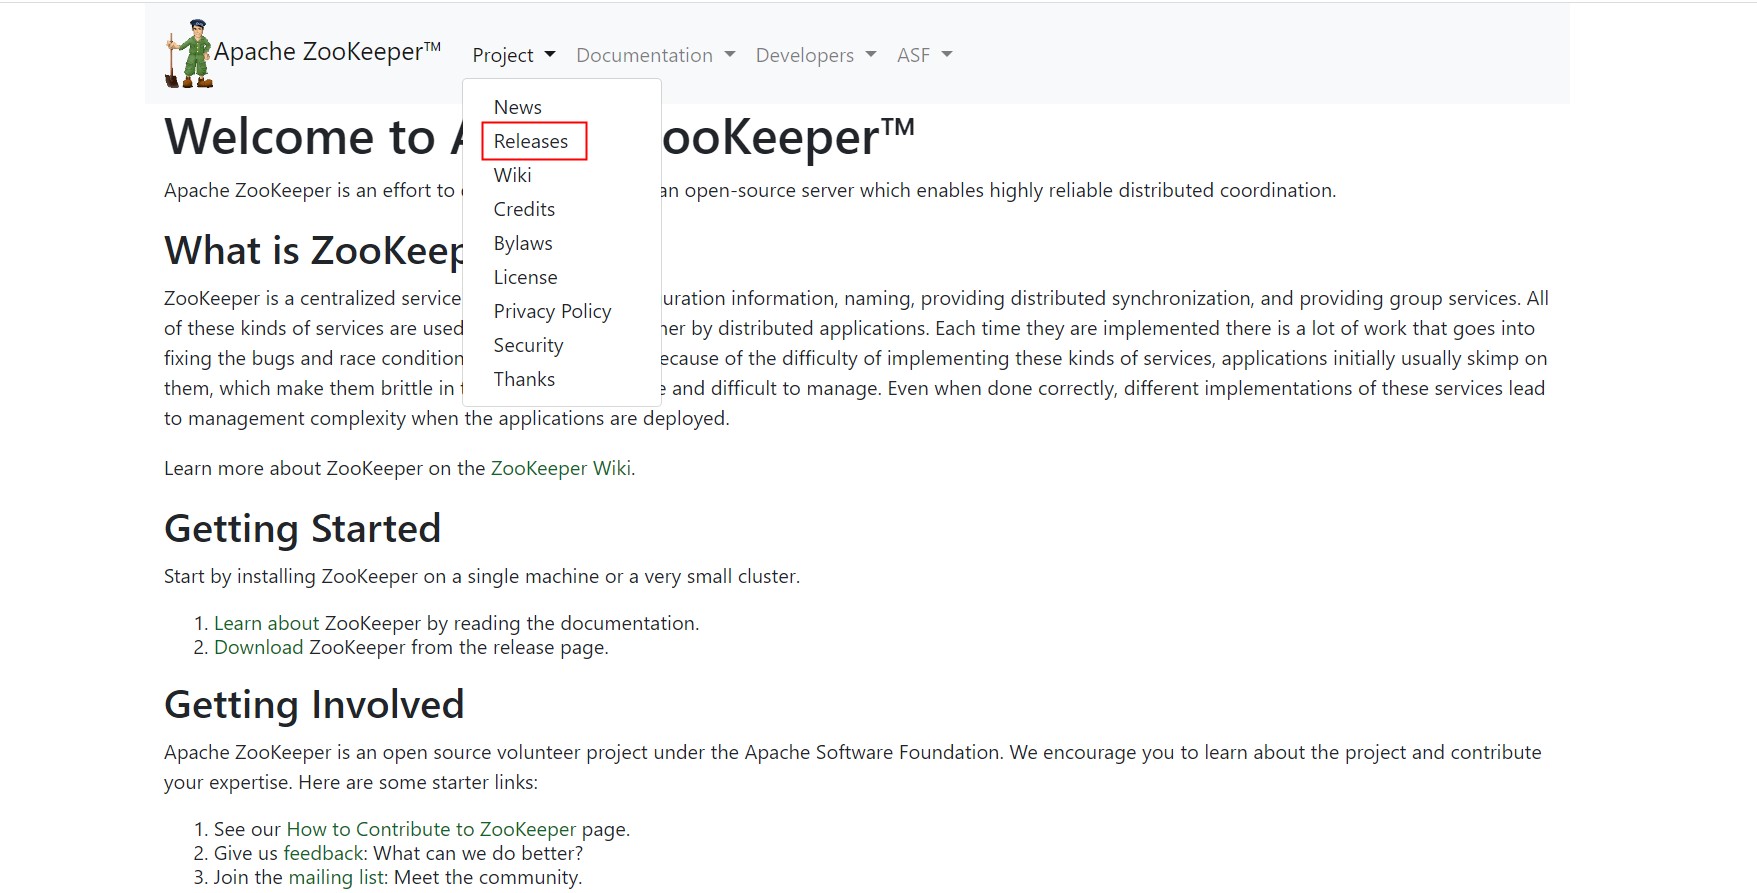 Apache ZooKeeper™ Project Documentation Developers ASF
News
Releases
Wiki
Credits
Bylaws
License
Privacy Policy
Security
Thanks
Welcome to ooKeeper™
Apache ZooKeeper is an effort to an open-source server which enables highly reliable distributed coordination.
What is ZooKeep
ZooKeeper is a centralized service uration information, naming, providing distributed synchronization, and providing group services. All
of these kinds of services are used her by distributed applications. Each time they are implemented there is a lot of work that goes into
fixing the bugs and race condition ecause of the difficulty of implementing these kinds of services, applications initially usually skimp on
them, which make them brittle in and difficult to manage. Even when done correctly, different implementations of these services lead
to management complexity when the applications are deployed.
Learn more about ZooKeeper on the ZooKeeper Wiki.
Getting Started
Start by installing ZooKeeper on a single machine or a very small cluster.
1. Learn about ZooKeeper by reading the documentation.
2. Download ZooKeeper from the release page.
Getting Involved
Apache ZooKeeper is an open source volunteer project under the Apache Software Foundation. We encourage you to learn about the project and contribute
your expertise. Here are some starter links:
1. See our How to Contribute to ZooKeeper page.
2. Give us feedback: What can we do better?
3. Join the mailing list: Meet the community.